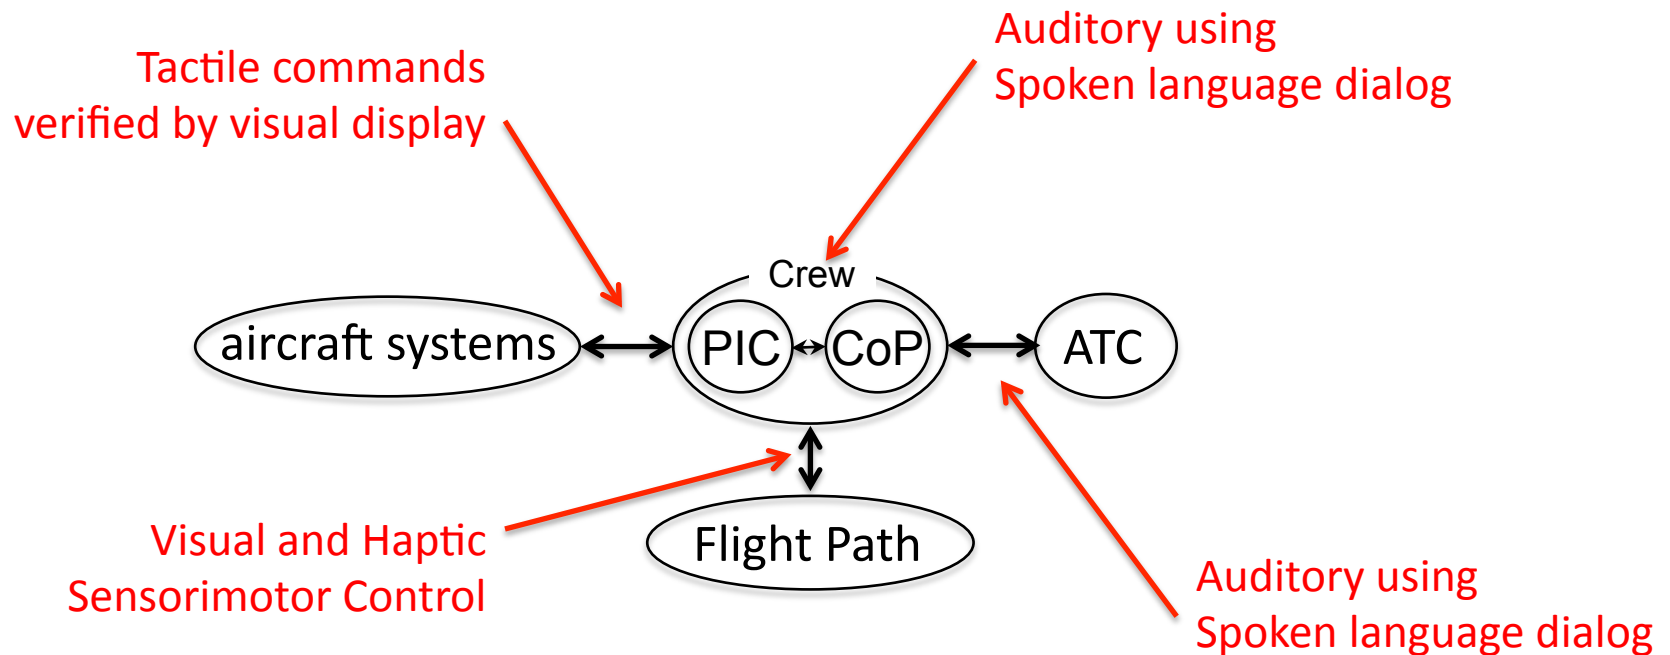 Auditory using
Spoken language dialog
Tactile commands
verified by visual display
Crew
aircraft systems
PIC
CoP
ATC
Flight Path
Visual and Haptic
Sensorimotor Control
Auditory using
Spoken language dialog